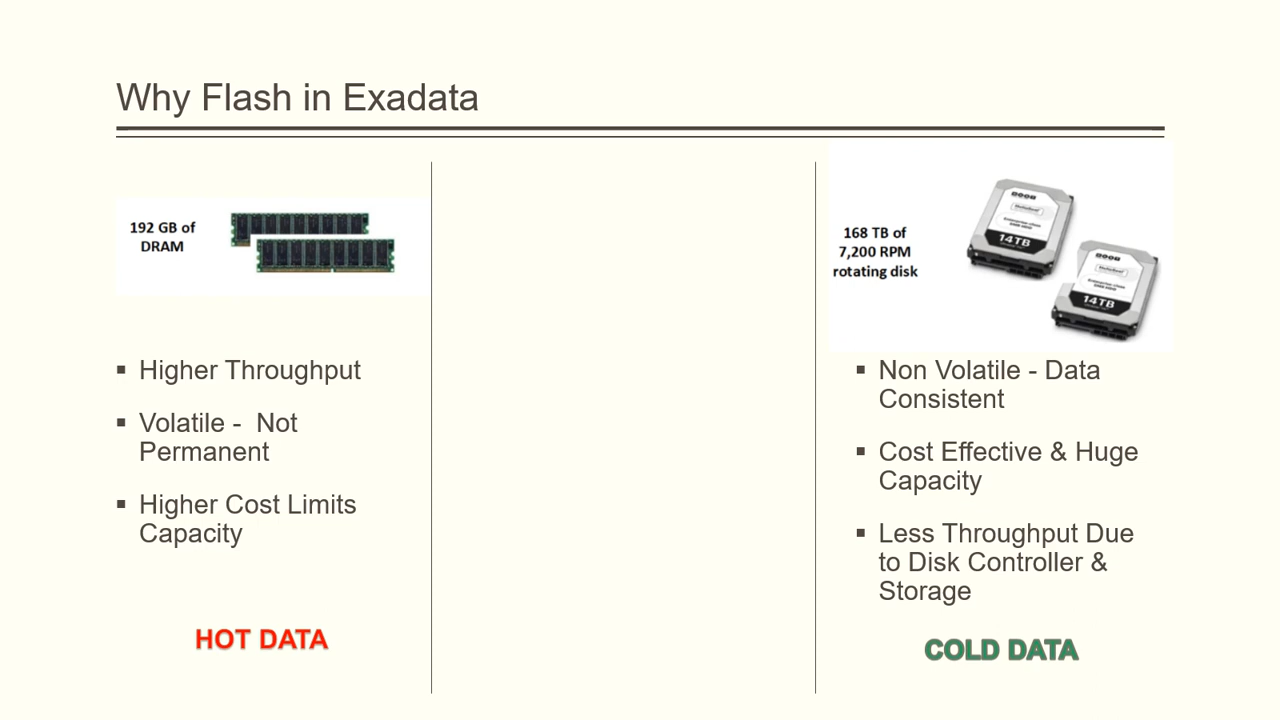 Why Flash in Exadata
192 GB of
DRAM
▪ Higher Throughput
▪ Volatile -  Not
Permanent
▪ Higher Cost Limits
Capacity
HOT DATA
168 TB of
7,200 RPM
rotating disk
14TB
14TB
▪ Non Volatile - Data
Consistent
▪ Cost Effective & Huge
Capacity
▪ Less Throughput Due
to Disk Controller &
Storage
COLD DATA